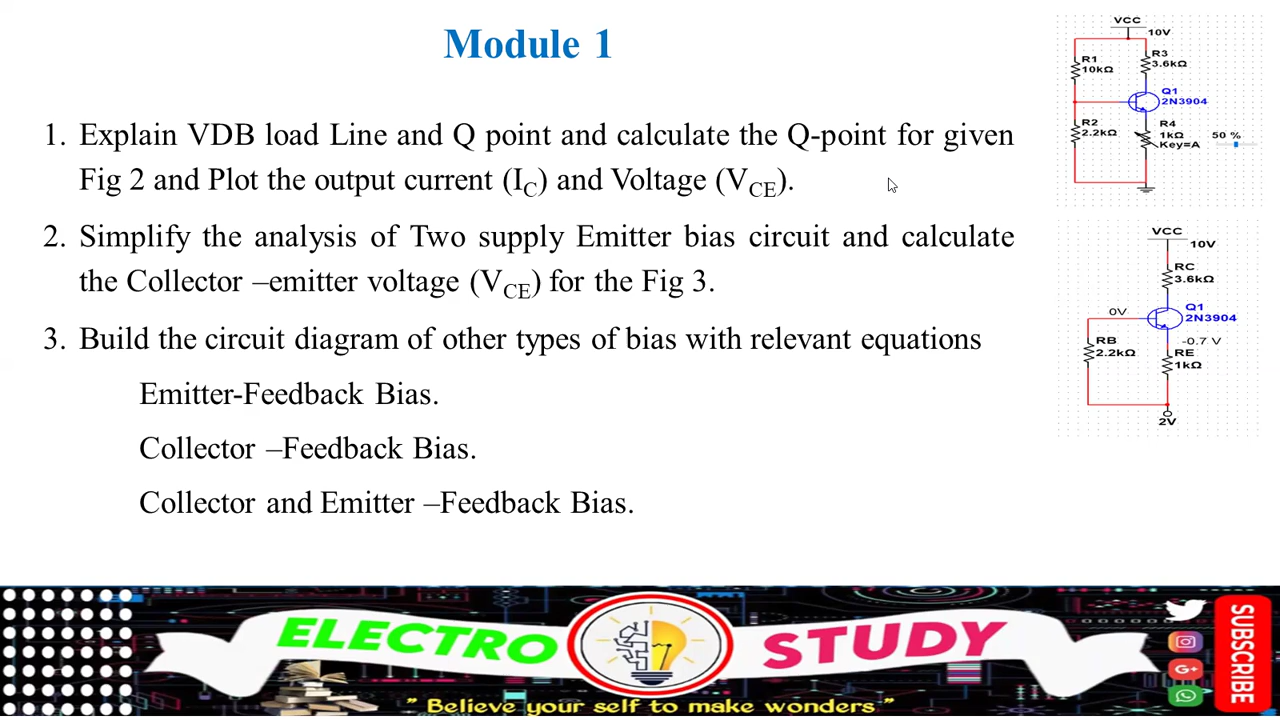 Module 1
1. Explain VDB load Line and Q point and calculate the Q-point for given
Fig 2 and Plot the output current (IC) and Voltage (VCE).
2. Simplify the analysis of Two supply Emitter bias circuit and calculate
the Collector –emitter voltage (VCE) for the Fig 3.
3. Build the circuit diagram of other types of bias with relevant equations
Emitter-Feedback Bias.
Collector –Feedback Bias.
Collector and Emitter –Feedback Bias.
VCC
10V
R1
10kΩ
R3
3.6kΩ
Q1
2N3904
R2
2.2kΩ
R4
1kΩ
Key=A
50 %
VCC
10V
RC
3.6kΩ
0V
Q1
2N3904
RB
2.2kΩ
-0.7 V
RE
1kΩ
2V
ELECTRO STUDY
" Believe your self to make wonders "
SUBSCRIBE
G+